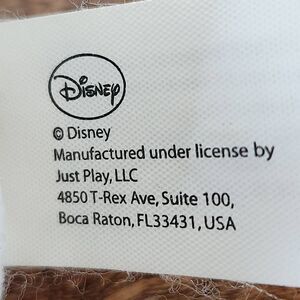 Disney
© Disney
Manufactured under license by
Just Play, LLC
4850 T-Rex Ave, Suite 100,
Boca Raton, FL33431, USA